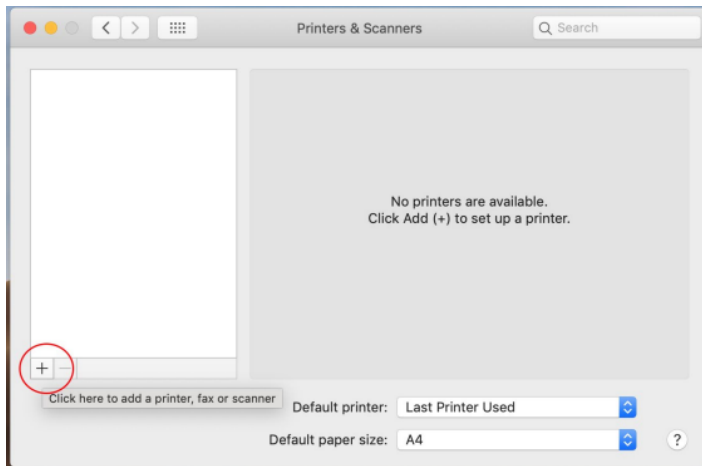 Printers & Scanners
Search
No printers are available.
Click Add (+) to set up a printer.
+ −
Click here to add a printer, fax or scanner
Default printer: Last Printer Used
Default paper size: A4
?